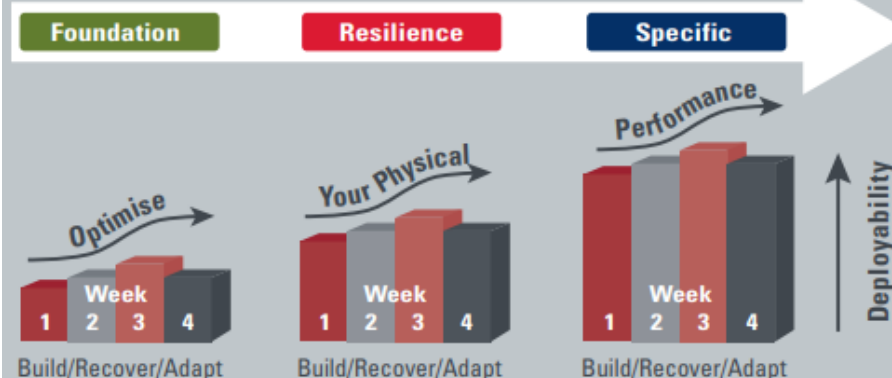 Foundation
Resilience
Specific
Optimise
Your Physical
Performance
Week
1 2 3 4
Week
1 2 3 4
Week
1 2 3 4
Deployability
Build/Recover/Adapt
Build/Recover/Adapt
Build/Recover/Adapt